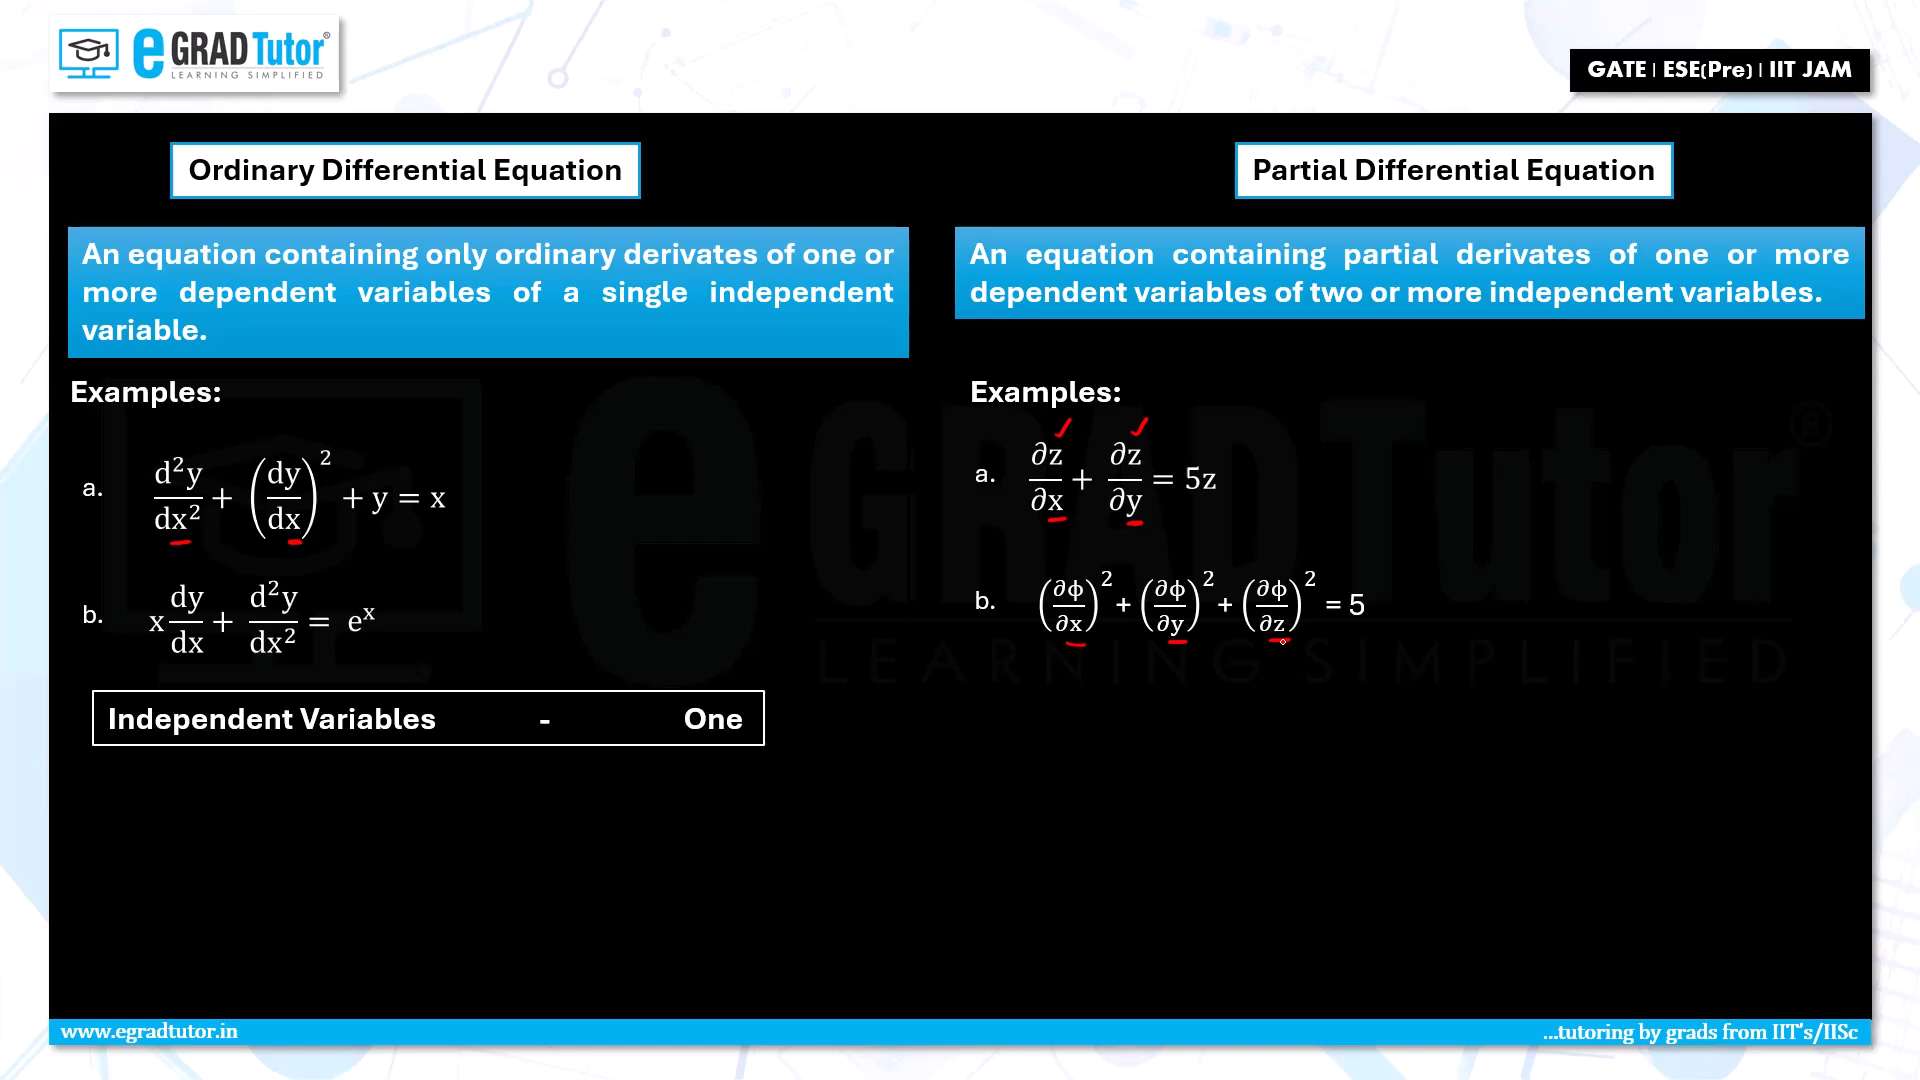 e GRAD Tutor®
LEARNING SIMPLIFIED
GATE | ESE(Pre) | IIT JAM
Ordinary Differential Equation
An equation containing only ordinary derivates of one or
more dependent variables of a single independent
variable.
Examples:
a. d²y/dx² + (dy/dx)² + y = x
b. x dy/dx + d²y/dx² = eˣ
Independent Variables - One
Partial Differential Equation
An equation containing partial derivates of one or more
dependent variables of two or more independent variables.
Examples:
a. ∂z/∂x + ∂z/∂y = 5z
b. (∂ϕ/∂x)² + (∂ϕ/∂y)² + (∂ϕ/∂z)² = 5
e GRAD Tutor®
LEARNING SIMPLIFIED
www.egradtutor.in
...tutoring by grads from IIT's/IISc